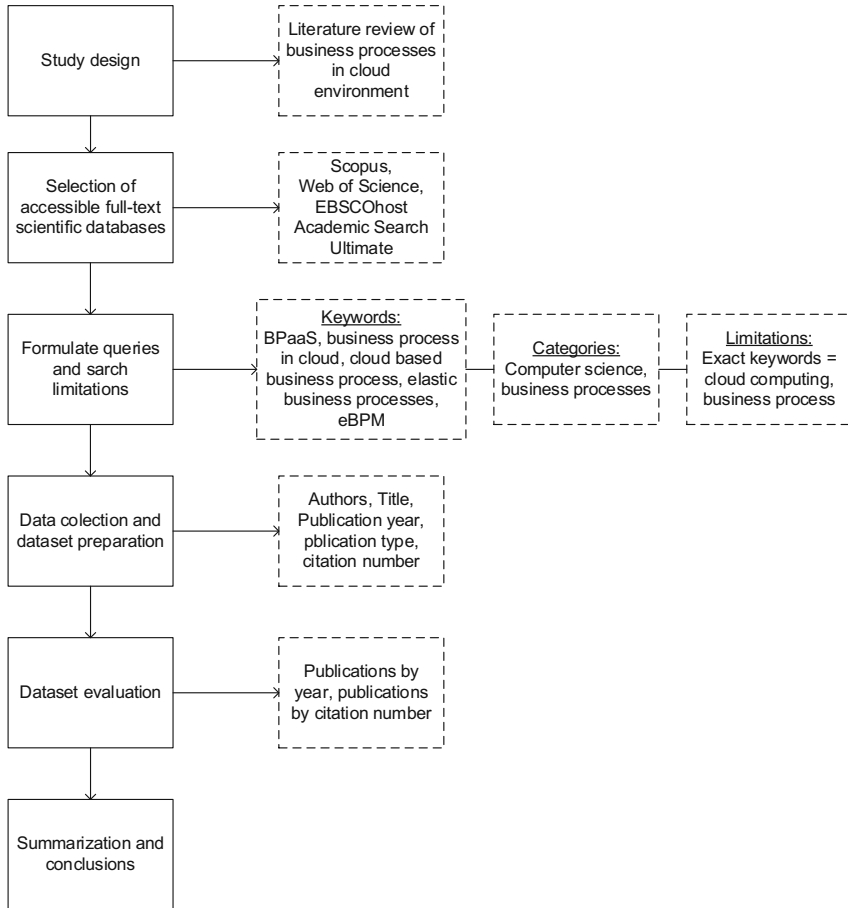 Study design
Literature review of
business processes
in cloud
environment
Selection of
accessible full-text
scientific databases
Scopus,
Web of Science,
EBSCOhost
Academic Search
Ultimate
Formulate queries
and sarch
limitations
Keywords:
BPaaS, business process
in cloud, cloud based
business process, elastic
business processes,
eBPM
Categories:
Computer science,
business processes
Limitations:
Exact keywords =
cloud computing,
business process
Data colection and
dataset preparation
Authors, Title,
Publication year,
pblication type,
citation number
Dataset evaluation
Publications by
year, publications
by citation number
Summarization and
conclusions